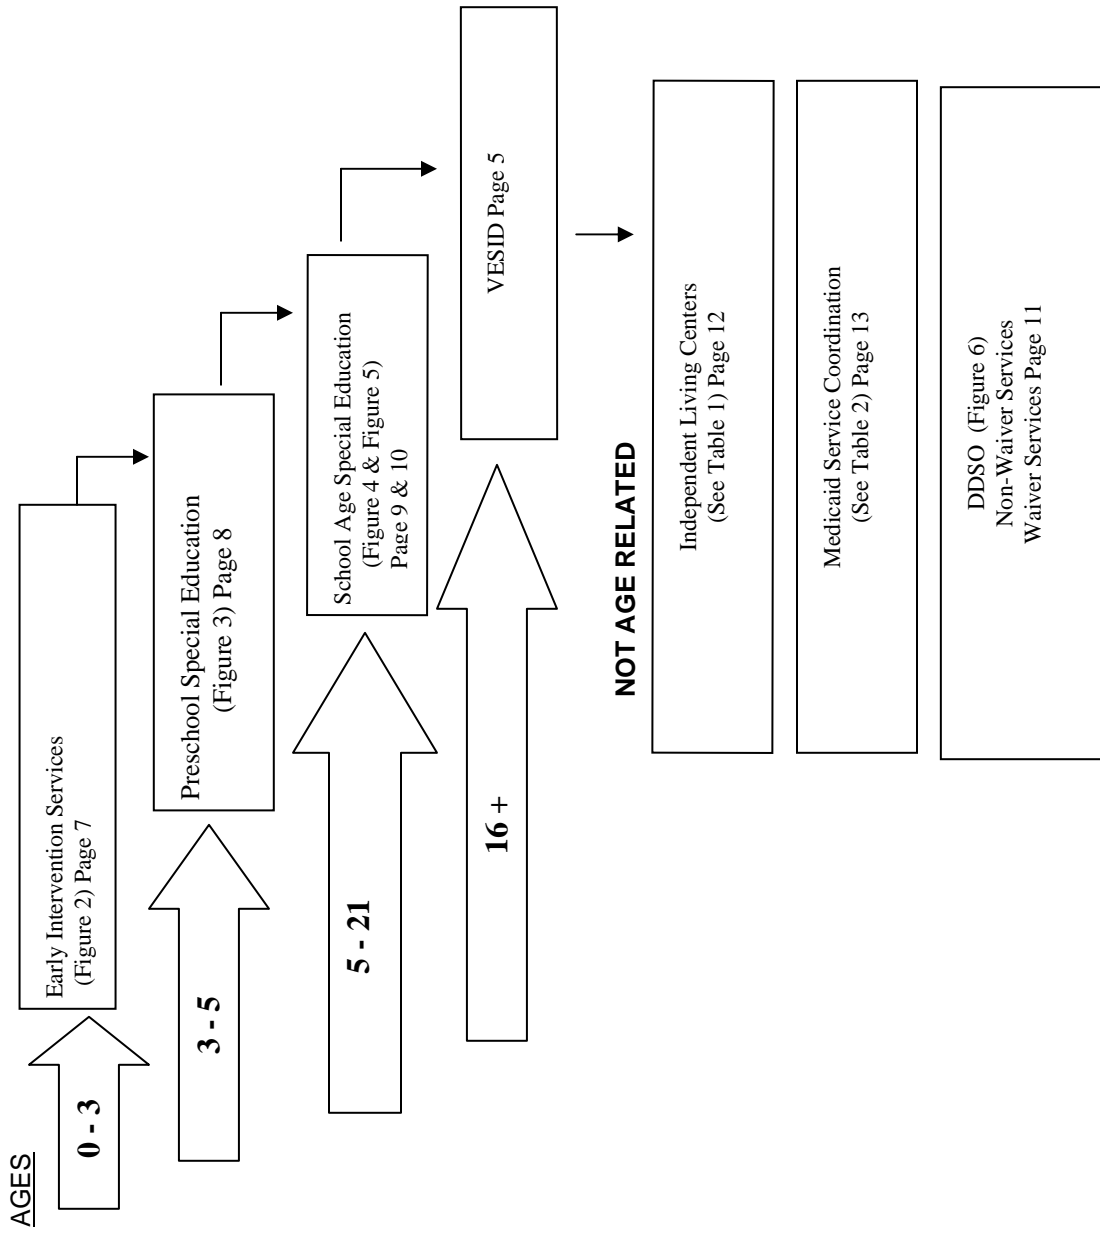 AGES
0 - 3
Early Intervention Services
(Figure 2) Page 7
3 - 5
Preschool Special Education
(Figure 3) Page 8
5 - 21
School Age Special Education
(Figure 4 & Figure 5)
Page 9 & 10
16 +
VESID Page 5
NOT AGE RELATED
Independent Living Centers
(See Table 1) Page 12
Medicaid Service Coordination
(See Table 2) Page 13
DDSO (Figure 6)
Non-Waiver Services
Waiver Services Page 11